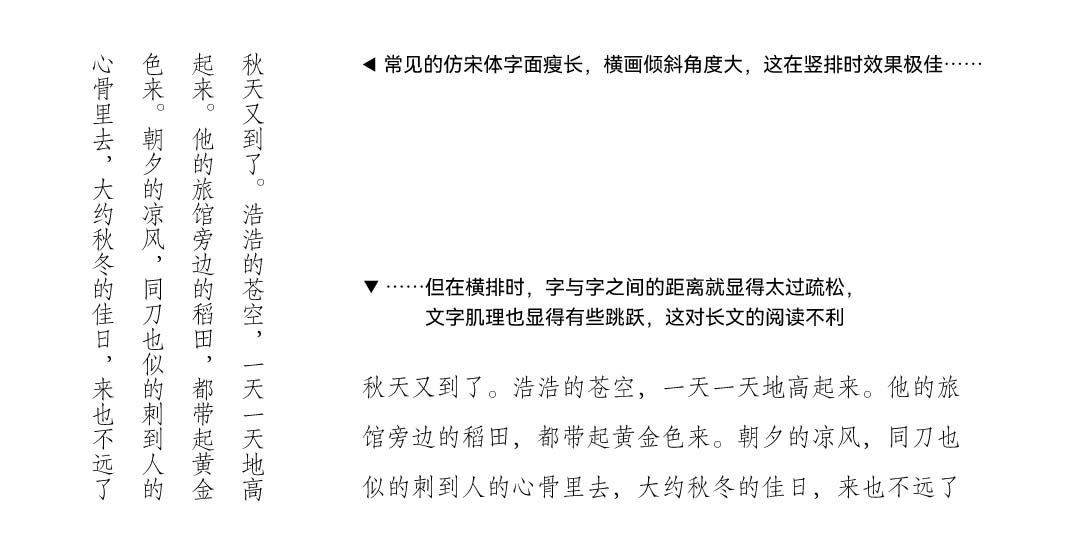 秋天又到了。浩浩的苍空，一天一天地高
起来。他的旅馆旁边的稻田，都带起黄金
色来。朝夕的凉风，同刀也似的刺到人的
心骨里去，大约秋冬的佳日，来也不远了
◀ 常见的仿宋体字面瘦长，横画倾斜角度大，这在竖排时效果极佳……
▼ ……但在横排时，字与字之间的距离就显得太过疏松，
文字肌理也显得有些跳跃，这对长文的阅读不利
秋天又到了。浩浩的苍空，一天一天地高起来。他的旅
馆旁边的稻田，都带起黄金色来。朝夕的凉风，同刀也
似的刺到人的心骨里去，大约秋冬的佳日，来也不远了